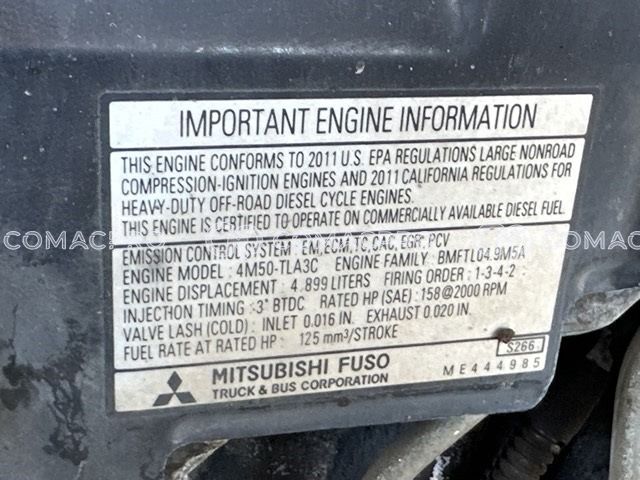 IMPORTANT ENGINE INFORMATION
THIS ENGINE CONFORMS TO 2011 U.S. EPA REGULATIONS LARGE NONROAD
COMPRESSION-IGNITION ENGINES AND 2011 CALIFORNIA REGULATIONS FOR
HEAVY-DUTY OFF-ROAD DIESEL CYCLE ENGINES.
THIS ENGINE IS CERTIFIED TO OPERATE ON COMMERCIALLY AVAILABLE DIESEL FUEL.
EMISSION CONTROL SYSTEM : EM, ECM, TC, CAC, EGR, PCV
ENGINE MODEL : 4M50-TLA3C ENGINE FAMILY : BMFTL04.9M5A
ENGINE DISPLACEMENT : 4.899 LITERS FIRING ORDER : 1-3-4-2
INJECTION TIMING : -3° BTDC RATED HP (SAE) : 158@2000 RPM
VALVE LASH (COLD) : INLET 0.016 IN. EXHAUST 0.020 IN.
FUEL RATE AT RATED HP : 125 mm³/STROKE
S266
MITSUBISHI FUSO
TRUCK & BUS CORPORATION
ME444985